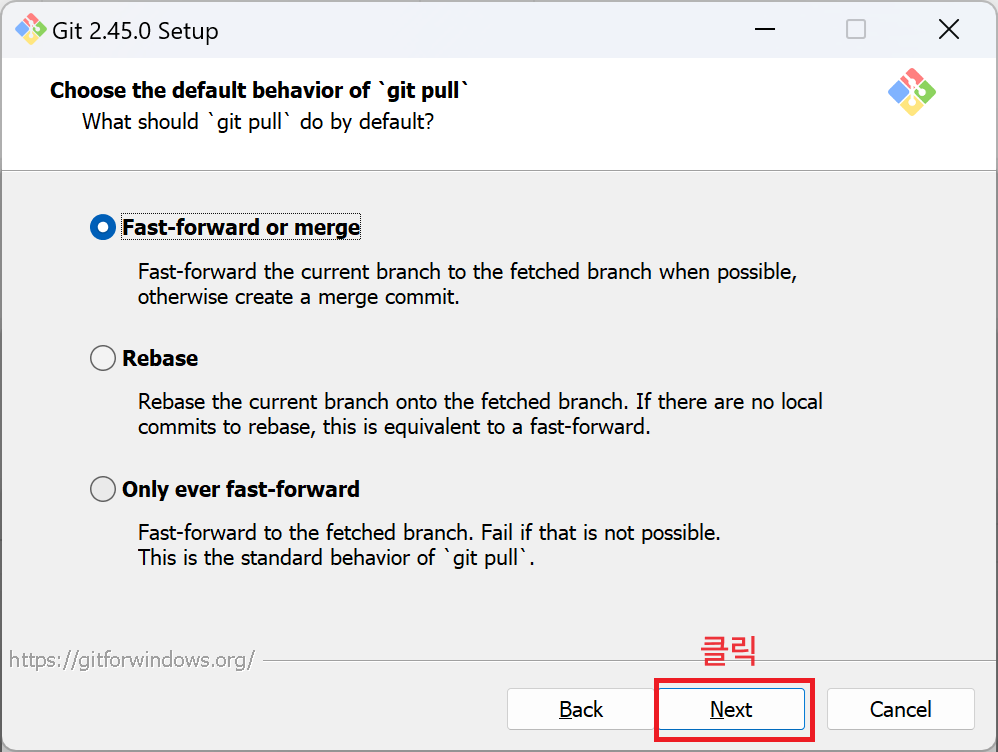 Git 2.45.0 Setup
Choose the default behavior of `git pull`
What should `git pull` do by default?
Fast-forward or merge
Fast-forward the current branch to the fetched branch when possible,
otherwise create a merge commit.
Rebase
Rebase the current branch onto the fetched branch. If there are no local
commits to rebase, this is equivalent to a fast-forward.
Only ever fast-forward
Fast-forward to the fetched branch. Fail if that is not possible.
This is the standard behavior of `git pull`.
https://gitforwindows.org/
클릭
Back Next Cancel